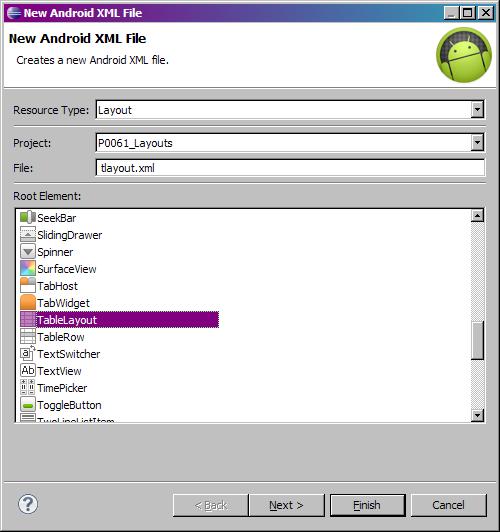 New Android XML File
New Android XML File
Creates a new Android XML file.
Resource Type: Layout
Project: P0061_Layouts
File: tlayout.xml
Root Element:
SeekBar
SlidingDrawer
Spinner
SurfaceView
TabHost
TabWidget
TableLayout
TableRow
TextSwitcher
Ab TextView
TimePicker
ToggleButton
TwoLineListItem
? < Back Next > Finish Cancel